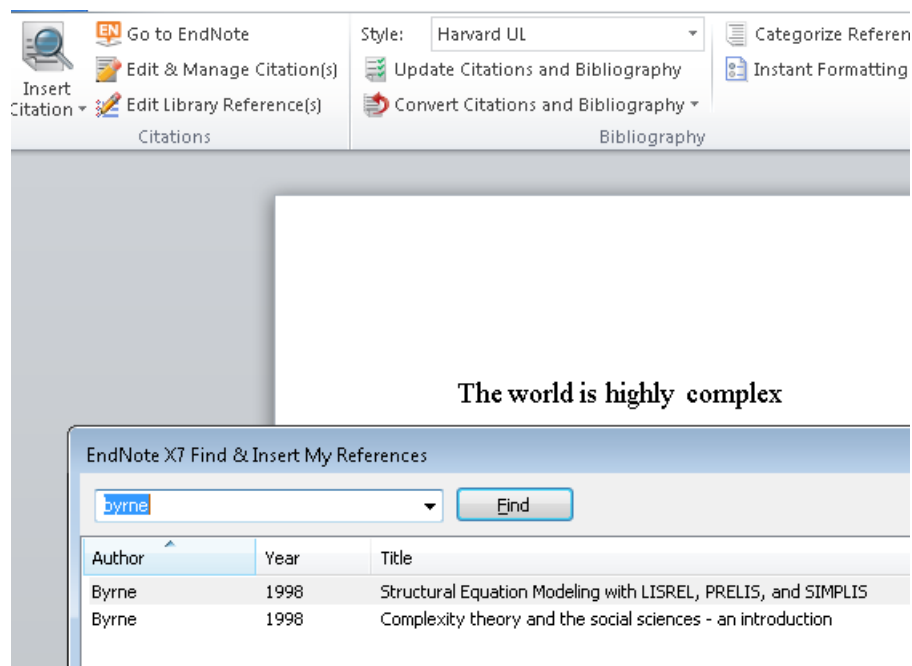 EN Go to EndNote
Style: Harvard UL
Categorize Referen
Edit & Manage Citation(s)
Update Citations and Bibliography
Instant Formatting
Insert
Citation
Edit Library Reference(s)
Convert Citations and Bibliography
Citations
Bibliography
The world is highly complex
EndNote X7 Find & Insert My References
byrne
Find
Author Year Title
Byrne 1998 Structural Equation Modeling with LISREL, PRELIS, and SIMPLIS
Byrne 1998 Complexity theory and the social sciences - an introduction